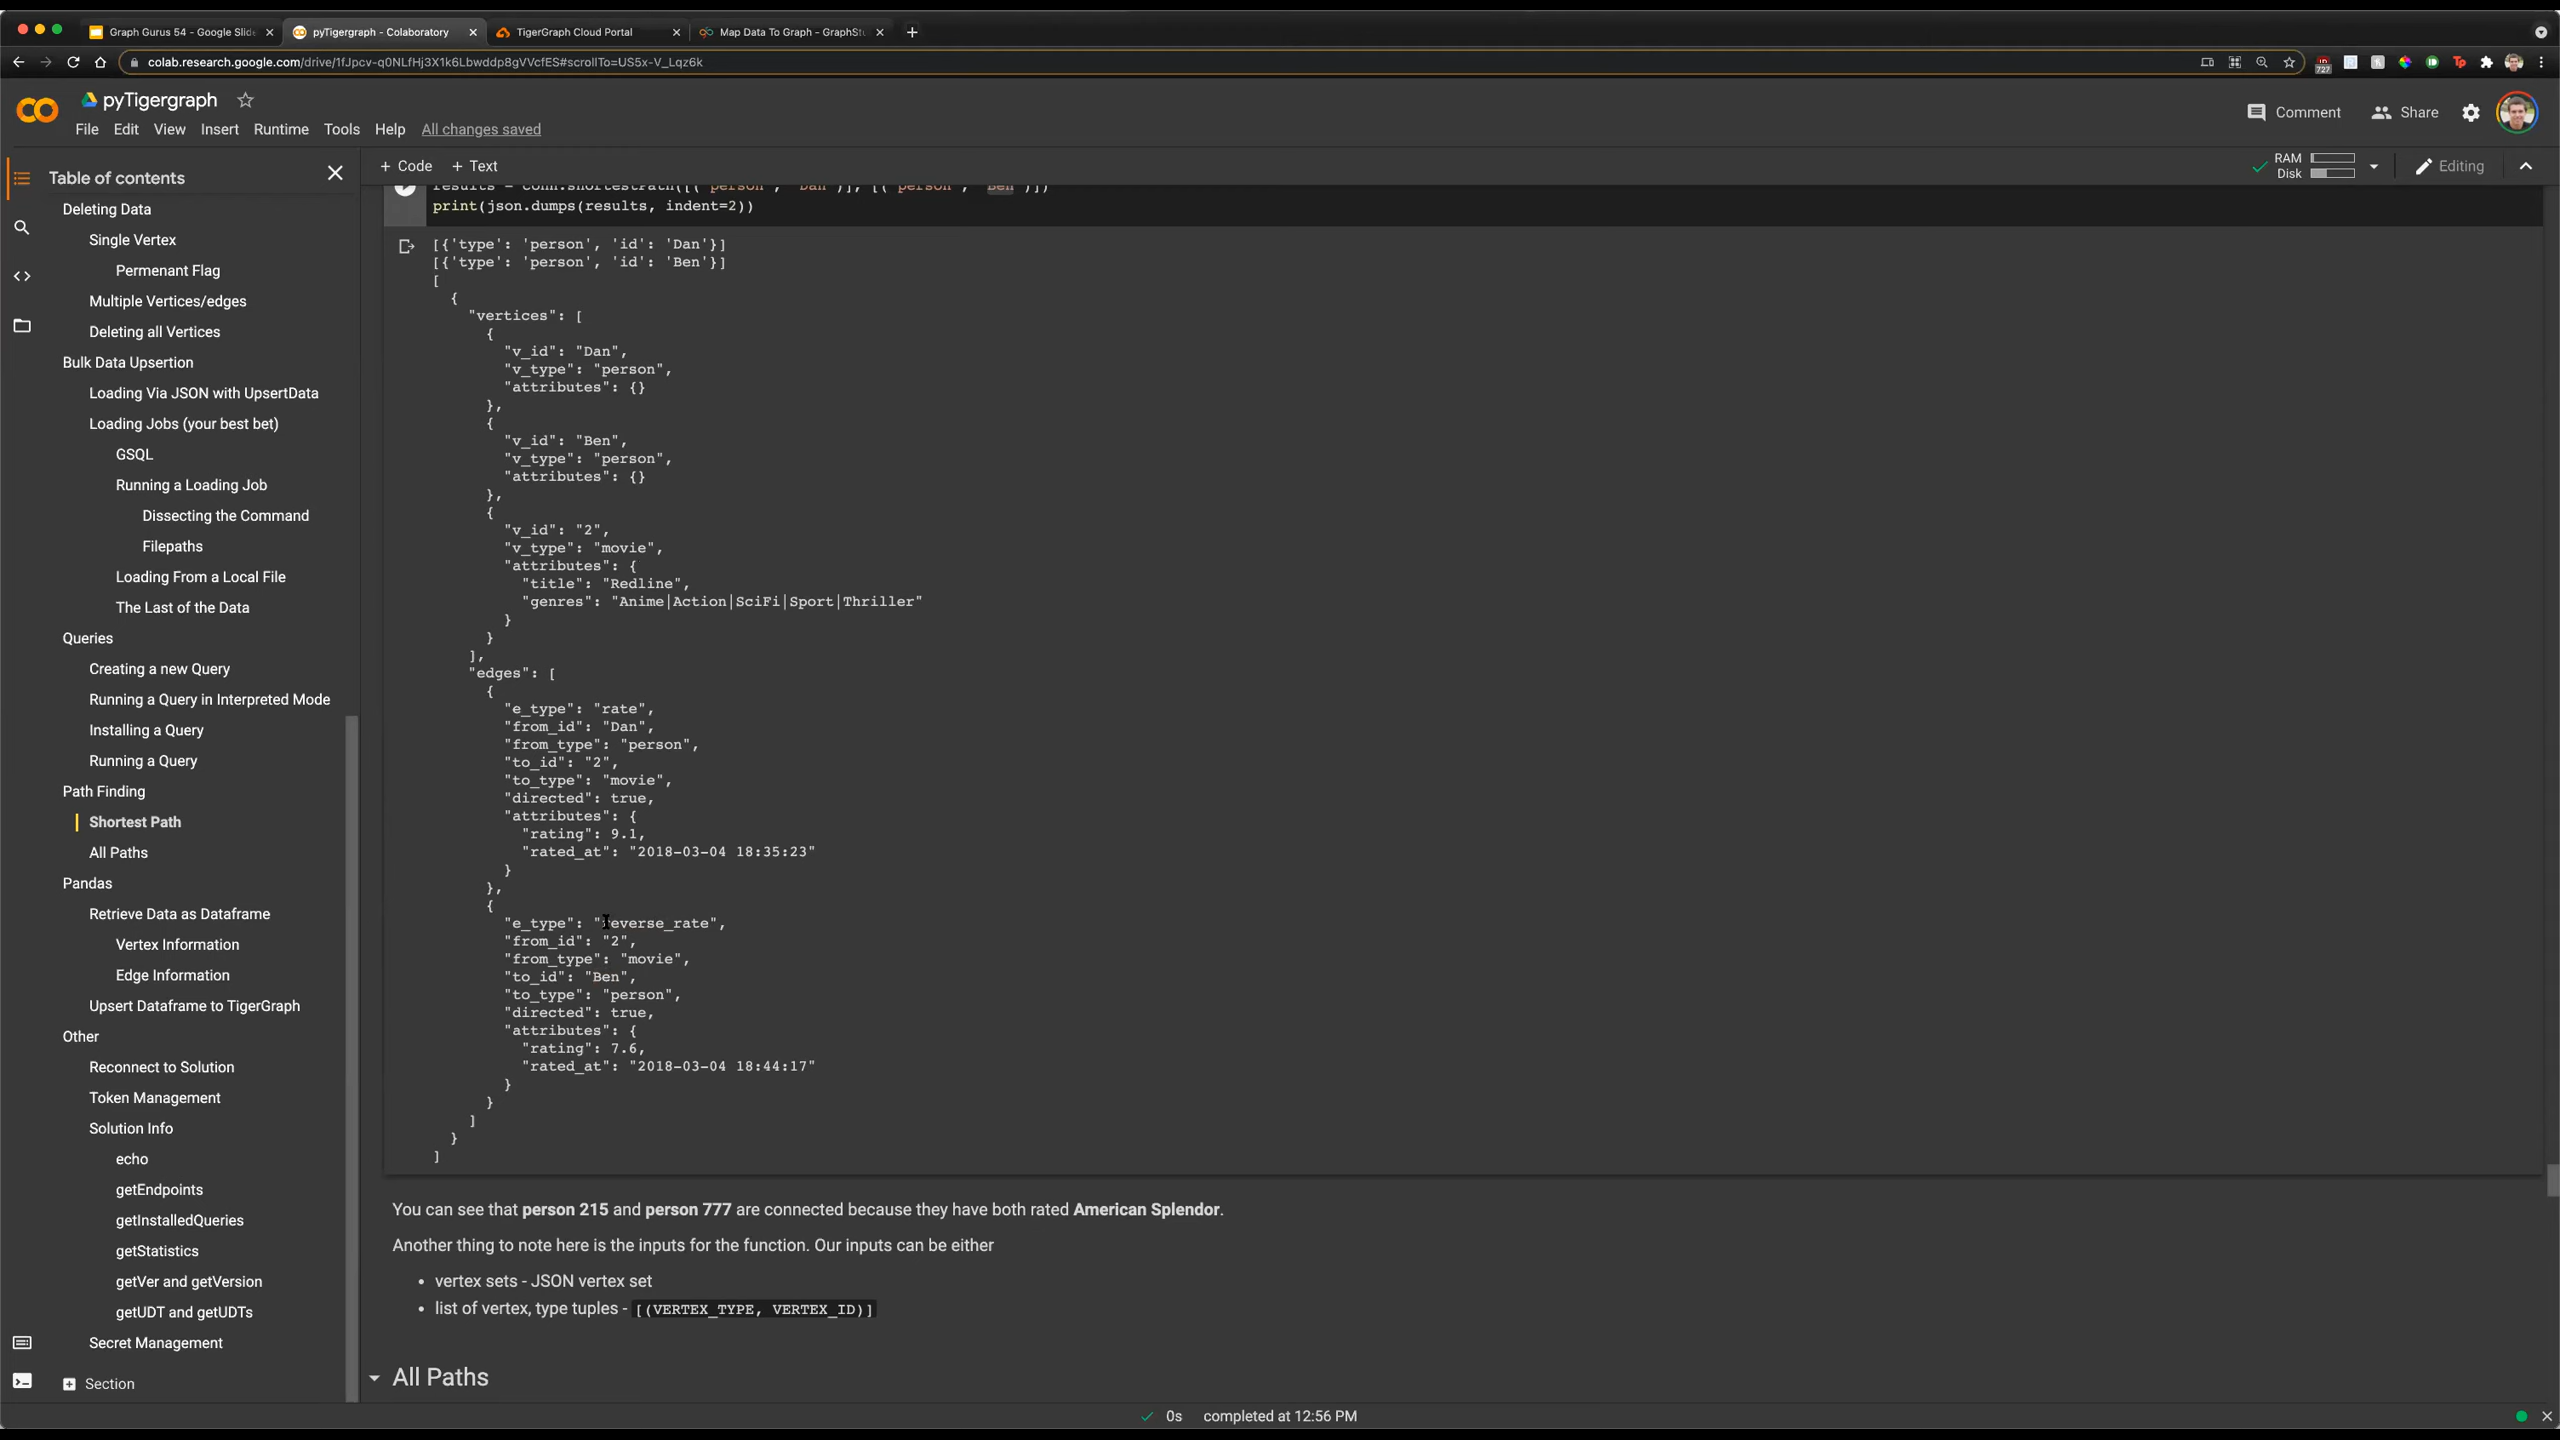 Graph Gurus 54 - Google Slide
pyTigergraph - Colaboratory
TigerGraph Cloud Portal
Map Data To Graph - GraphStu
colab.research.google.com/drive/1fJpcv-q0NLfHj3X1k6Lbwddp8gVVcfES#scrollTo=US5x-V_Lqz6k
727
pyTigergraph
File Edit View Insert Runtime Tools Help All changes saved
Comment
Share
Table of contents
+ Code + Text
RAM
Disk
Editing
Deleting Data
Single Vertex
Permenant Flag
Multiple Vertices/edges
Deleting all Vertices
Bulk Data Upsertion
Loading Via JSON with UpsertData
Loading Jobs (your best bet)
GSQL
Running a Loading Job
Dissecting the Command
Filepaths
Loading From a Local File
The Last of the Data
Queries
Creating a new Query
Running a Query in Interpreted Mode
Installing a Query
Running a Query
Path Finding
Shortest Path
All Paths
Pandas
Retrieve Data as Dataframe
Vertex Information
Edge Information
Upsert Dataframe to TigerGraph
Other
Reconnect to Solution
Token Management
Solution Info
echo
getEndpoints
getInstalledQueries
getStatistics
getVer and getVersion
getUDT and getUDTs
Secret Management
Section
results = conn.shortestPath([("person", "Dan")], [("person", "Ben")])
print(json.dumps(results, indent=2))
[{'type': 'person', 'id': 'Dan'}]
[{'type': 'person', 'id': 'Ben'}]
[
{
"vertices": [
{
"v_id": "Dan",
"v_type": "person",
"attributes": {}
},
{
"v_id": "Ben",
"v_type": "person",
"attributes": {}
},
{
"v_id": "2",
"v_type": "movie",
"attributes": {
"title": "Redline",
"genres": "Anime|Action|SciFi|Sport|Thriller"
}
}
],
"edges": [
{
"e_type": "rate",
"from_id": "Dan",
"from_type": "person",
"to_id": "2",
"to_type": "movie",
"directed": true,
"attributes": {
"rating": 9.1,
"rated_at": "2018-03-04 18:35:23"
}
},
{
"e_type": "reverse_rate",
"from_id": "2",
"from_type": "movie",
"to_id": "Ben",
"to_type": "person",
"directed": true,
"attributes": {
"rating": 7.6,
"rated_at": "2018-03-04 18:44:17"
}
}
]
}
]
You can see that person 215 and person 777 are connected because they have both rated American Splendor.
Another thing to note here is the inputs for the function. Our inputs can be either
• vertex sets - JSON vertex set
• list of vertex, type tuples - [(VERTEX_TYPE, VERTEX_ID)]
All Paths
0s completed at 12:56 PM